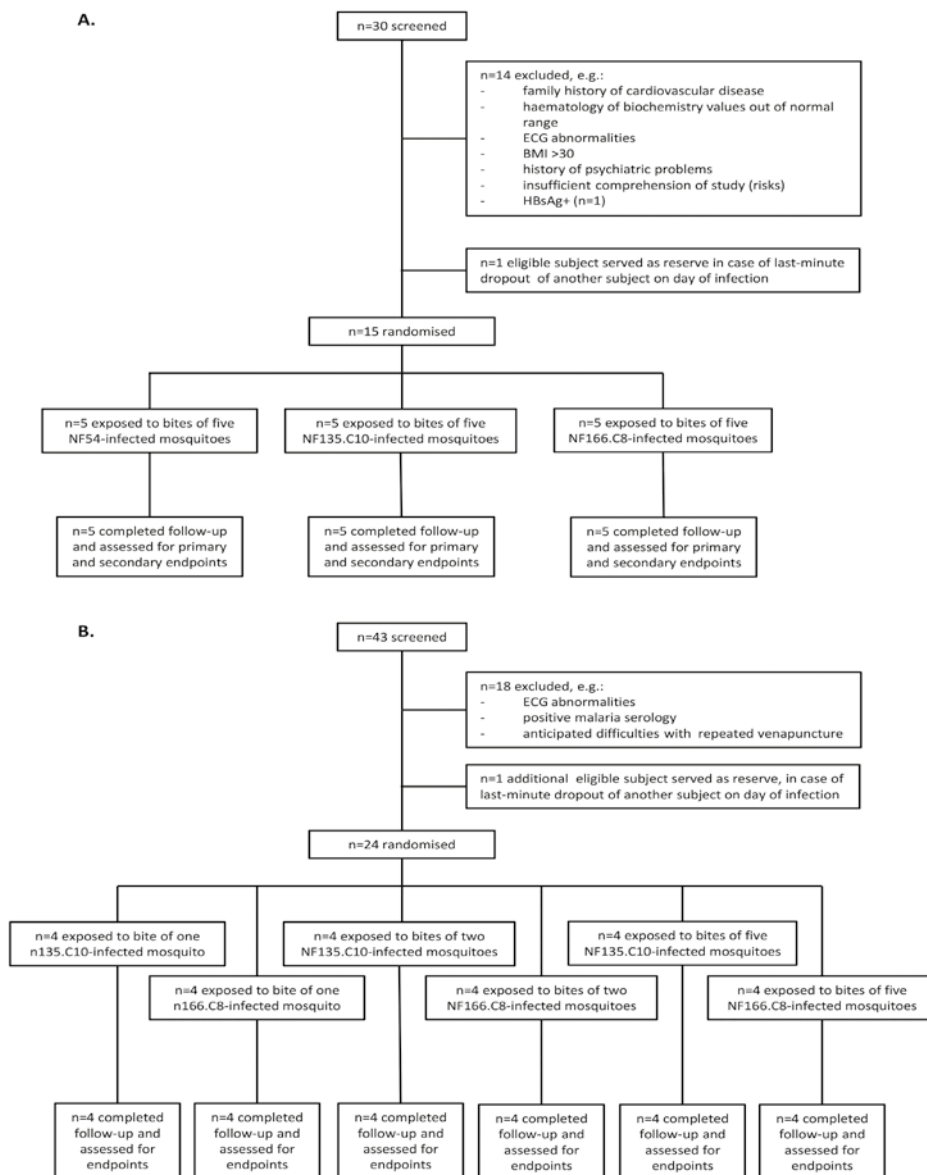 A.
n=30 screened
n=14 excluded, e.g.:
- family history of cardiovascular disease
- haematology of biochemistry values out of normal
range
- ECG abnormalities
- BMI >30
- history of psychiatric problems
- insufficient comprehension of study (risks)
- HBsAg+ (n=1)
n=1 eligible subject served as reserve in case of last-minute
dropout of another subject on day of infection
n=15 randomised
n=5 exposed to bites of five
NF54-infected mosquitoes
n=5 exposed to bites of five
NF135.C10-infected mosquitoes
n=5 exposed to bites of five
NF166.C8-infected mosquitoes
n=5 completed follow-up
and assessed for primary
and secondary endpoints
n=5 completed follow-up
and assessed for primary
and secondary endpoints
n=5 completed follow-up
and assessed for primary
and secondary endpoints
B.
n=43 screened
n=18 excluded, e.g.:
- ECG abnormalities
- positive malaria serology
- anticipated difficulties with repeated venapuncture
n=1 additional eligible subject served as reserve, in case of
last-minute dropout of another subject on day of infection
n=24 randomised
n=4 exposed to bite of one
n135.C10-infected mosquito
n=4 exposed to bites of two
NF135.C10-infected mosquitoes
n=4 exposed to bites of five
NF135.C10-infected mosquitoes
n=4 exposed to bite of one
n166.C8-infected mosquito
n=4 exposed to bites of two
NF166.C8-infected mosquitoes
n=4 exposed to bites of five
NF166.C8-infected mosquitoes
n=4 completed
follow-up and
assessed for
endpoints
n=4 completed
follow-up and
assessed for
endpoints
n=4 completed
follow-up and
assessed for
endpoints
n=4 completed
follow-up and
assessed for
endpoints
n=4 completed
follow-up and
assessed for
endpoints
n=4 completed
follow-up and
assessed for
endpoints